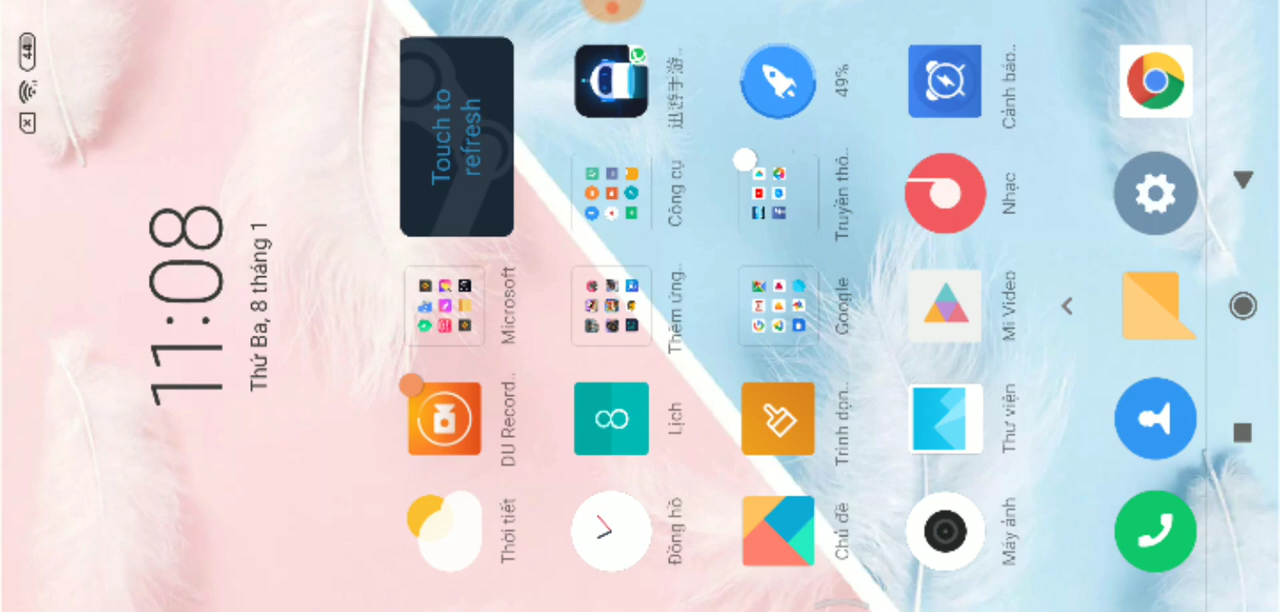 44
11:08
Thứ Ba, 8 tháng 1
Touch to
refresh
Thời tiết
DU Record..
Microsoft
Đồng hồ
8
Lịch
Thêm ứng..
Công cụ
迅游手游..
Chủ đề
Trình dọn..
Google
Truyền thô..
49%
Máy ảnh
Thư viện
Mi Video
Nhạc
Cảnh báo..